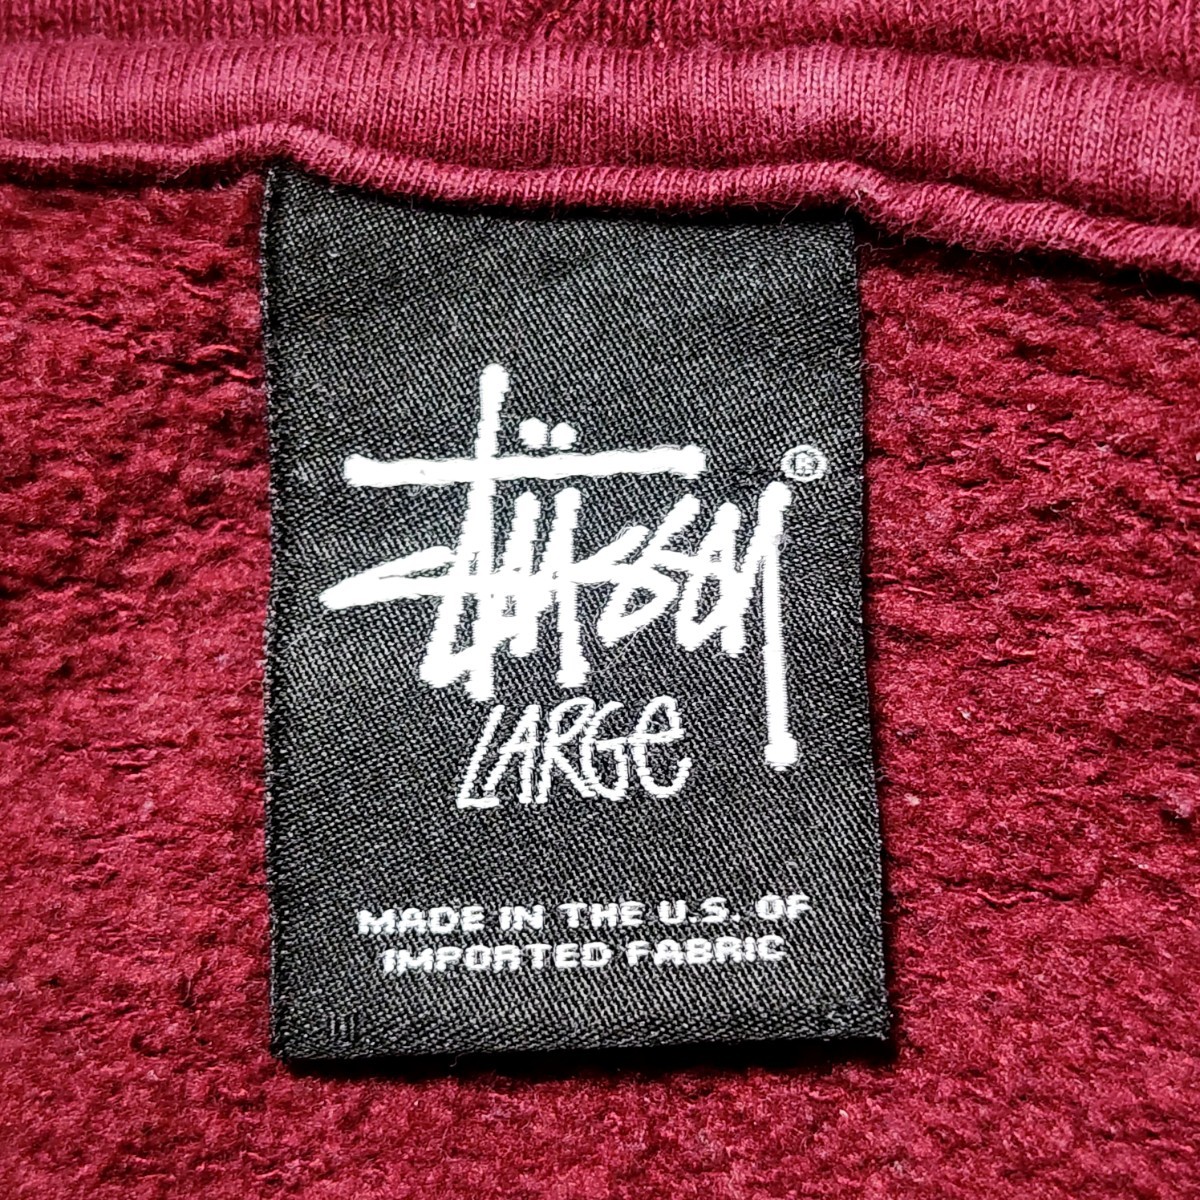 Stüssy ®
LARGe
MADE IN THE U.S. OF
IMPORTED FABRIC